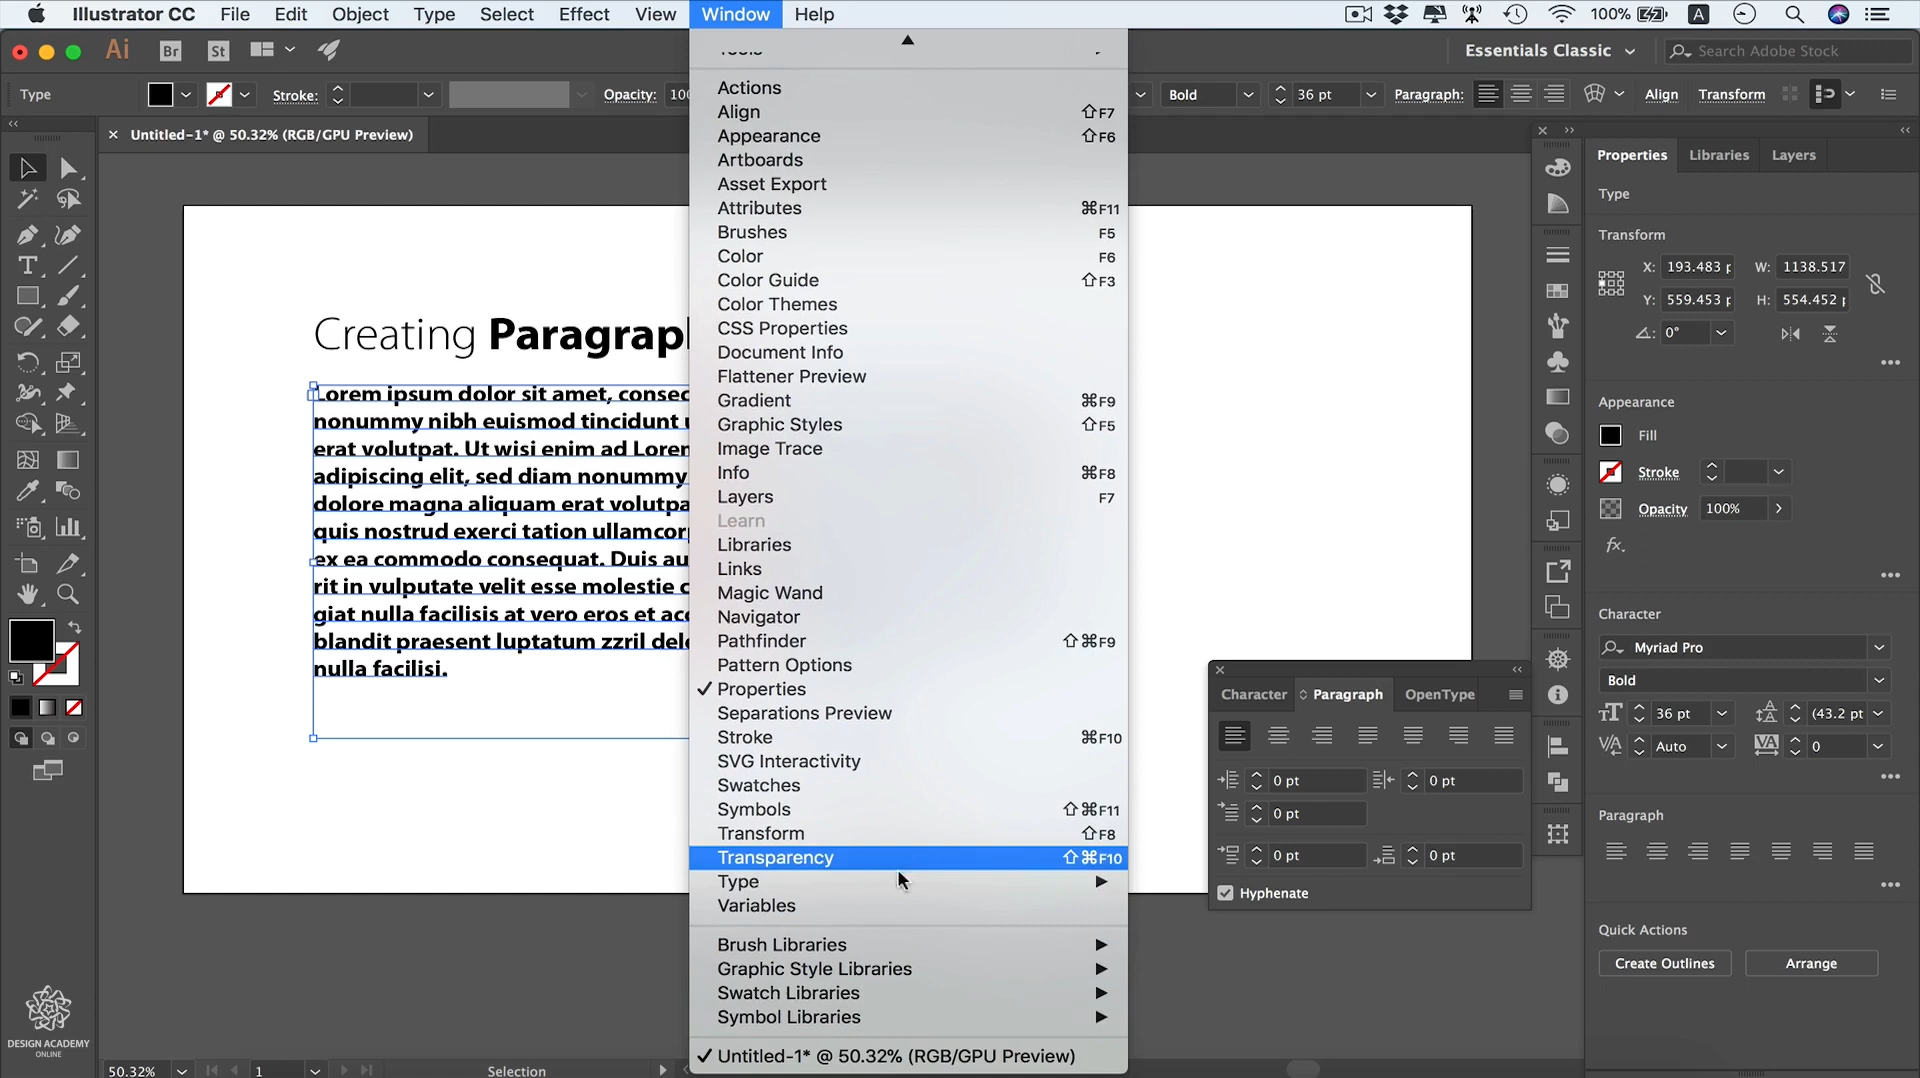 Illustrator CC File Edit Object Type Select Effect View Window Help 100% A
Ai Br St Essentials Classic Search Adobe Stock
Type Stroke: Opacity: 100 Bold 36 pt Paragraph: Align Transform
Untitled-1* @ 50.32% (RGB/GPU Preview)
Creating Paragraph
Lorem ipsum dolor sit amet, consec
nonummy nibh euismod tincidunt u
erat volutpat. Ut wisi enim ad Lorem
adipiscing elit, sed diam nonummy
dolore magna aliquam erat volutpa
quis nostrud exerci tation ullamcorp
ex ea commodo consequat. Duis au
rit in vulputate velit esse molestie c
giat nulla facilisis at vero eros et acc
blandit praesent luptatum zzril dele
nulla facilisi.
Tools
Actions
Align ⇧F7
Appearance ⇧F6
Artboards
Asset Export
Attributes ⌘F11
Brushes F5
Color F6
Color Guide ⇧F3
Color Themes
CSS Properties
Document Info
Flattener Preview
Gradient ⌘F9
Graphic Styles ⇧F5
Image Trace
Info ⌘F8
Layers F7
Learn
Libraries
Links
Magic Wand
Navigator
Pathfinder ⇧⌘F9
Pattern Options
✓ Properties
Separations Preview
Stroke ⌘F10
SVG Interactivity
Swatches
Symbols ⇧⌘F11
Transform ⇧F8
Transparency ⇧⌘F10
Type
Variables
Brush Libraries
Graphic Style Libraries
Swatch Libraries
Symbol Libraries
✓ Untitled-1* @ 50.32% (RGB/GPU Preview)
Character Paragraph OpenType
0 pt 0 pt
0 pt
0 pt 0 pt
Hyphenate
Properties Libraries Layers
Type
Transform
X: 193.483 p W: 1138.517
Y: 559.453 p H: 554.452 p
0°
Appearance
Fill
Stroke
Opacity 100%
fx.
Character
Myriad Pro
Bold
36 pt (43.2 pt
Auto 0
Paragraph
Quick Actions
Create Outlines Arrange
DESIGN ACADEMY
ONLINE
50.32% 1 Selection